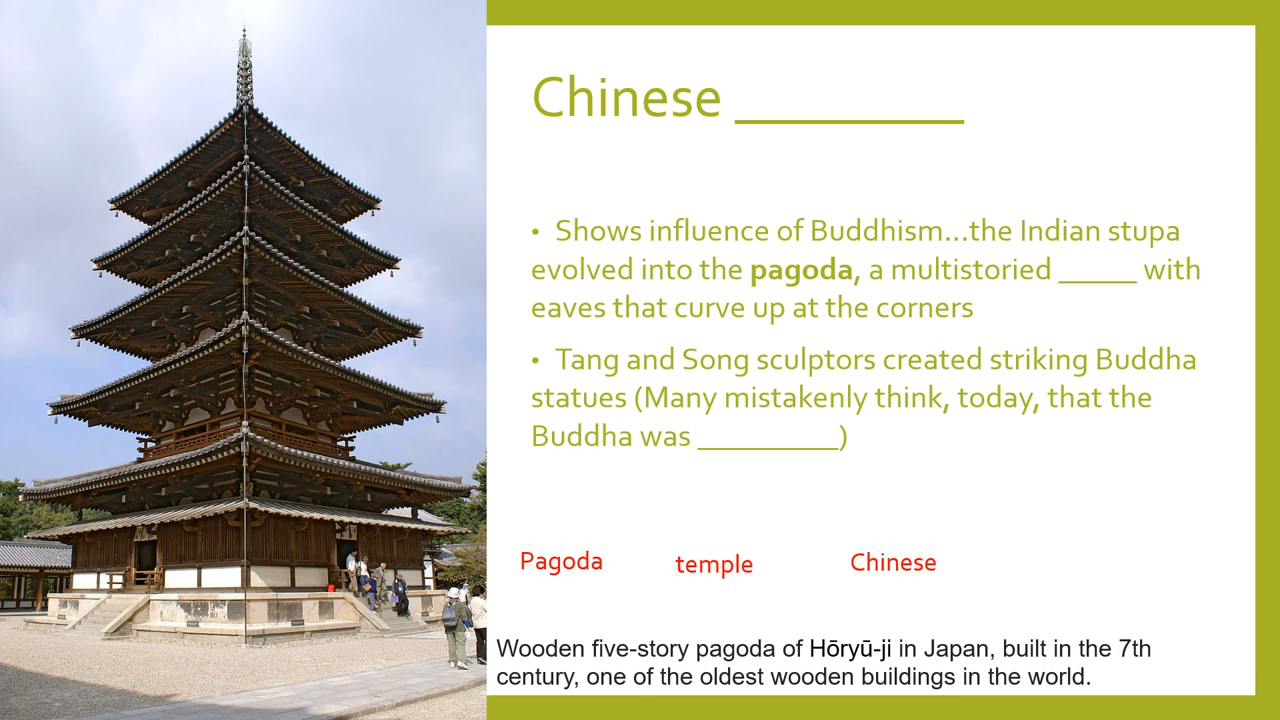 Chinese __________
• Shows influence of Buddhism...the Indian stupa
evolved into the pagoda, a multistoried _____ with
eaves that curve up at the corners
• Tang and Song sculptors created striking Buddha
statues (Many mistakenly think, today, that the
Buddha was _________)
Pagoda temple Chinese
Wooden five-story pagoda of Hōryū-ji in Japan, built in the 7th
century, one of the oldest wooden buildings in the world.